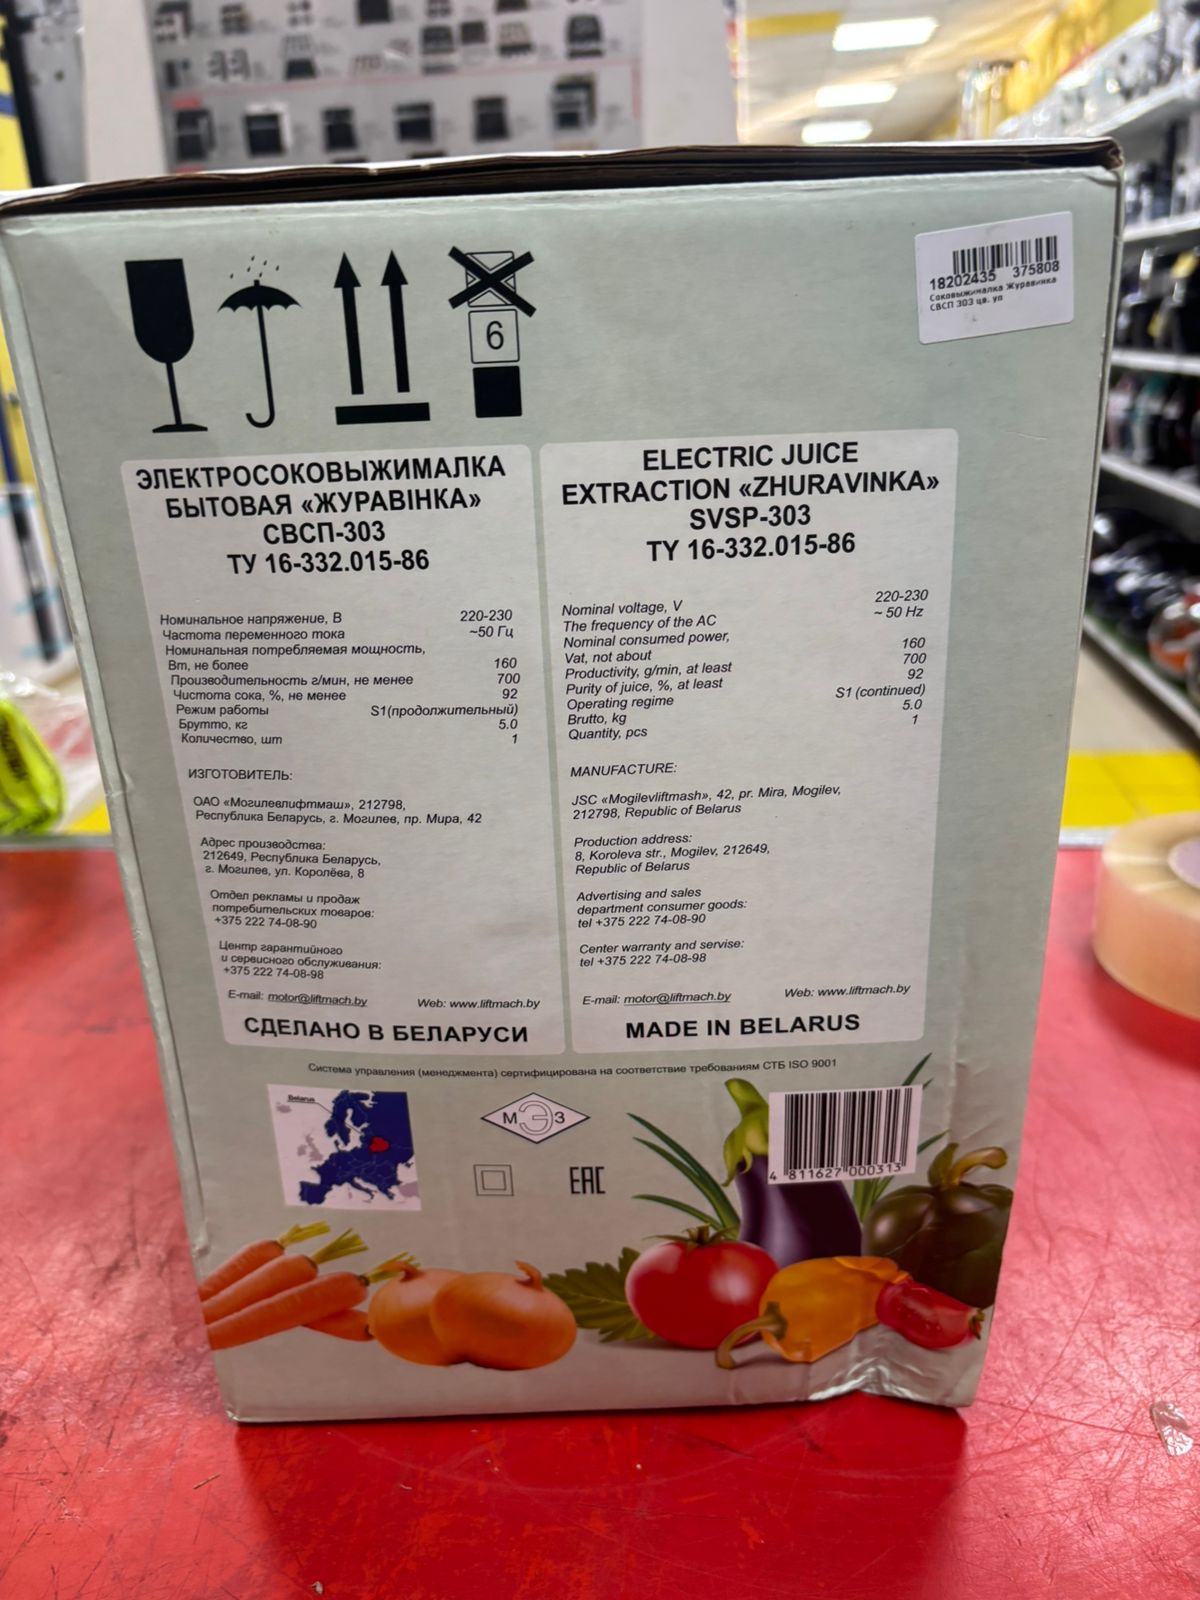 18202435 375808
Соковыжималка Журавинка
СВСП 303 цв. уп
6
ЭЛЕКТРОСОКОВЫЖИМАЛКА
БЫТОВАЯ «ЖУРАВІНКА»
СВСП-303
ТУ 16-332.015-86
Номинальное напряжение, В 220-230
Частота переменного тока ~50 Гц
Номинальная потребляемая мощность,
Вт, не более 160
Производительность г/мин, не менее 700
Чистота сока, %, не менее 92
Режим работы S1(продолжительный)
Брутто, кг 5.0
Количество, шт 1
ИЗГОТОВИТЕЛЬ:
ОАО «Могилевлифтмаш», 212798,
Республика Беларусь, г. Могилев, пр. Мира, 42
Адрес производства:
212649, Республика Беларусь,
г. Могилев, ул. Королёва, 8
Отдел рекламы и продаж
потребительских товаров:
+375 222 74-08-90
Центр гарантийного
и сервисного обслуживания:
+375 222 74-08-98
E-mail: motor@liftmach.by Web: www.liftmach.by
СДЕЛАНО В БЕЛАРУСИ
ELECTRIC JUICE
EXTRACTION «ZHURAVINKA»
SVSP-303
TY 16-332.015-86
Nominal voltage, V 220-230
The frequency of the AC ~ 50 Hz
Nominal consumed power,
Vat, not about 160
Productivity, g/min, at least 700
Purity of juice, %, at least 92
Operating regime S1 (continued)
Brutto, kg 5.0
Quantity, pcs 1
MANUFACTURE:
JSC «Mogilevliftmash», 42, pr. Mira, Mogilev,
212798, Republic of Belarus
Production address:
8, Koroleva str., Mogilev, 212649,
Republic of Belarus
Advertising and sales
department consumer goods:
tel +375 222 74-08-90
Center warranty and servise:
tel +375 222 74-08-98
E-mail: motor@liftmach.by Web: www.liftmach.by
MADE IN BELARUS
Система управления (менеджмента) сертифицирована на соответствие требованиям СТБ ISO 9001
Belarus
МЭЗ
EAC
4 811627 000313